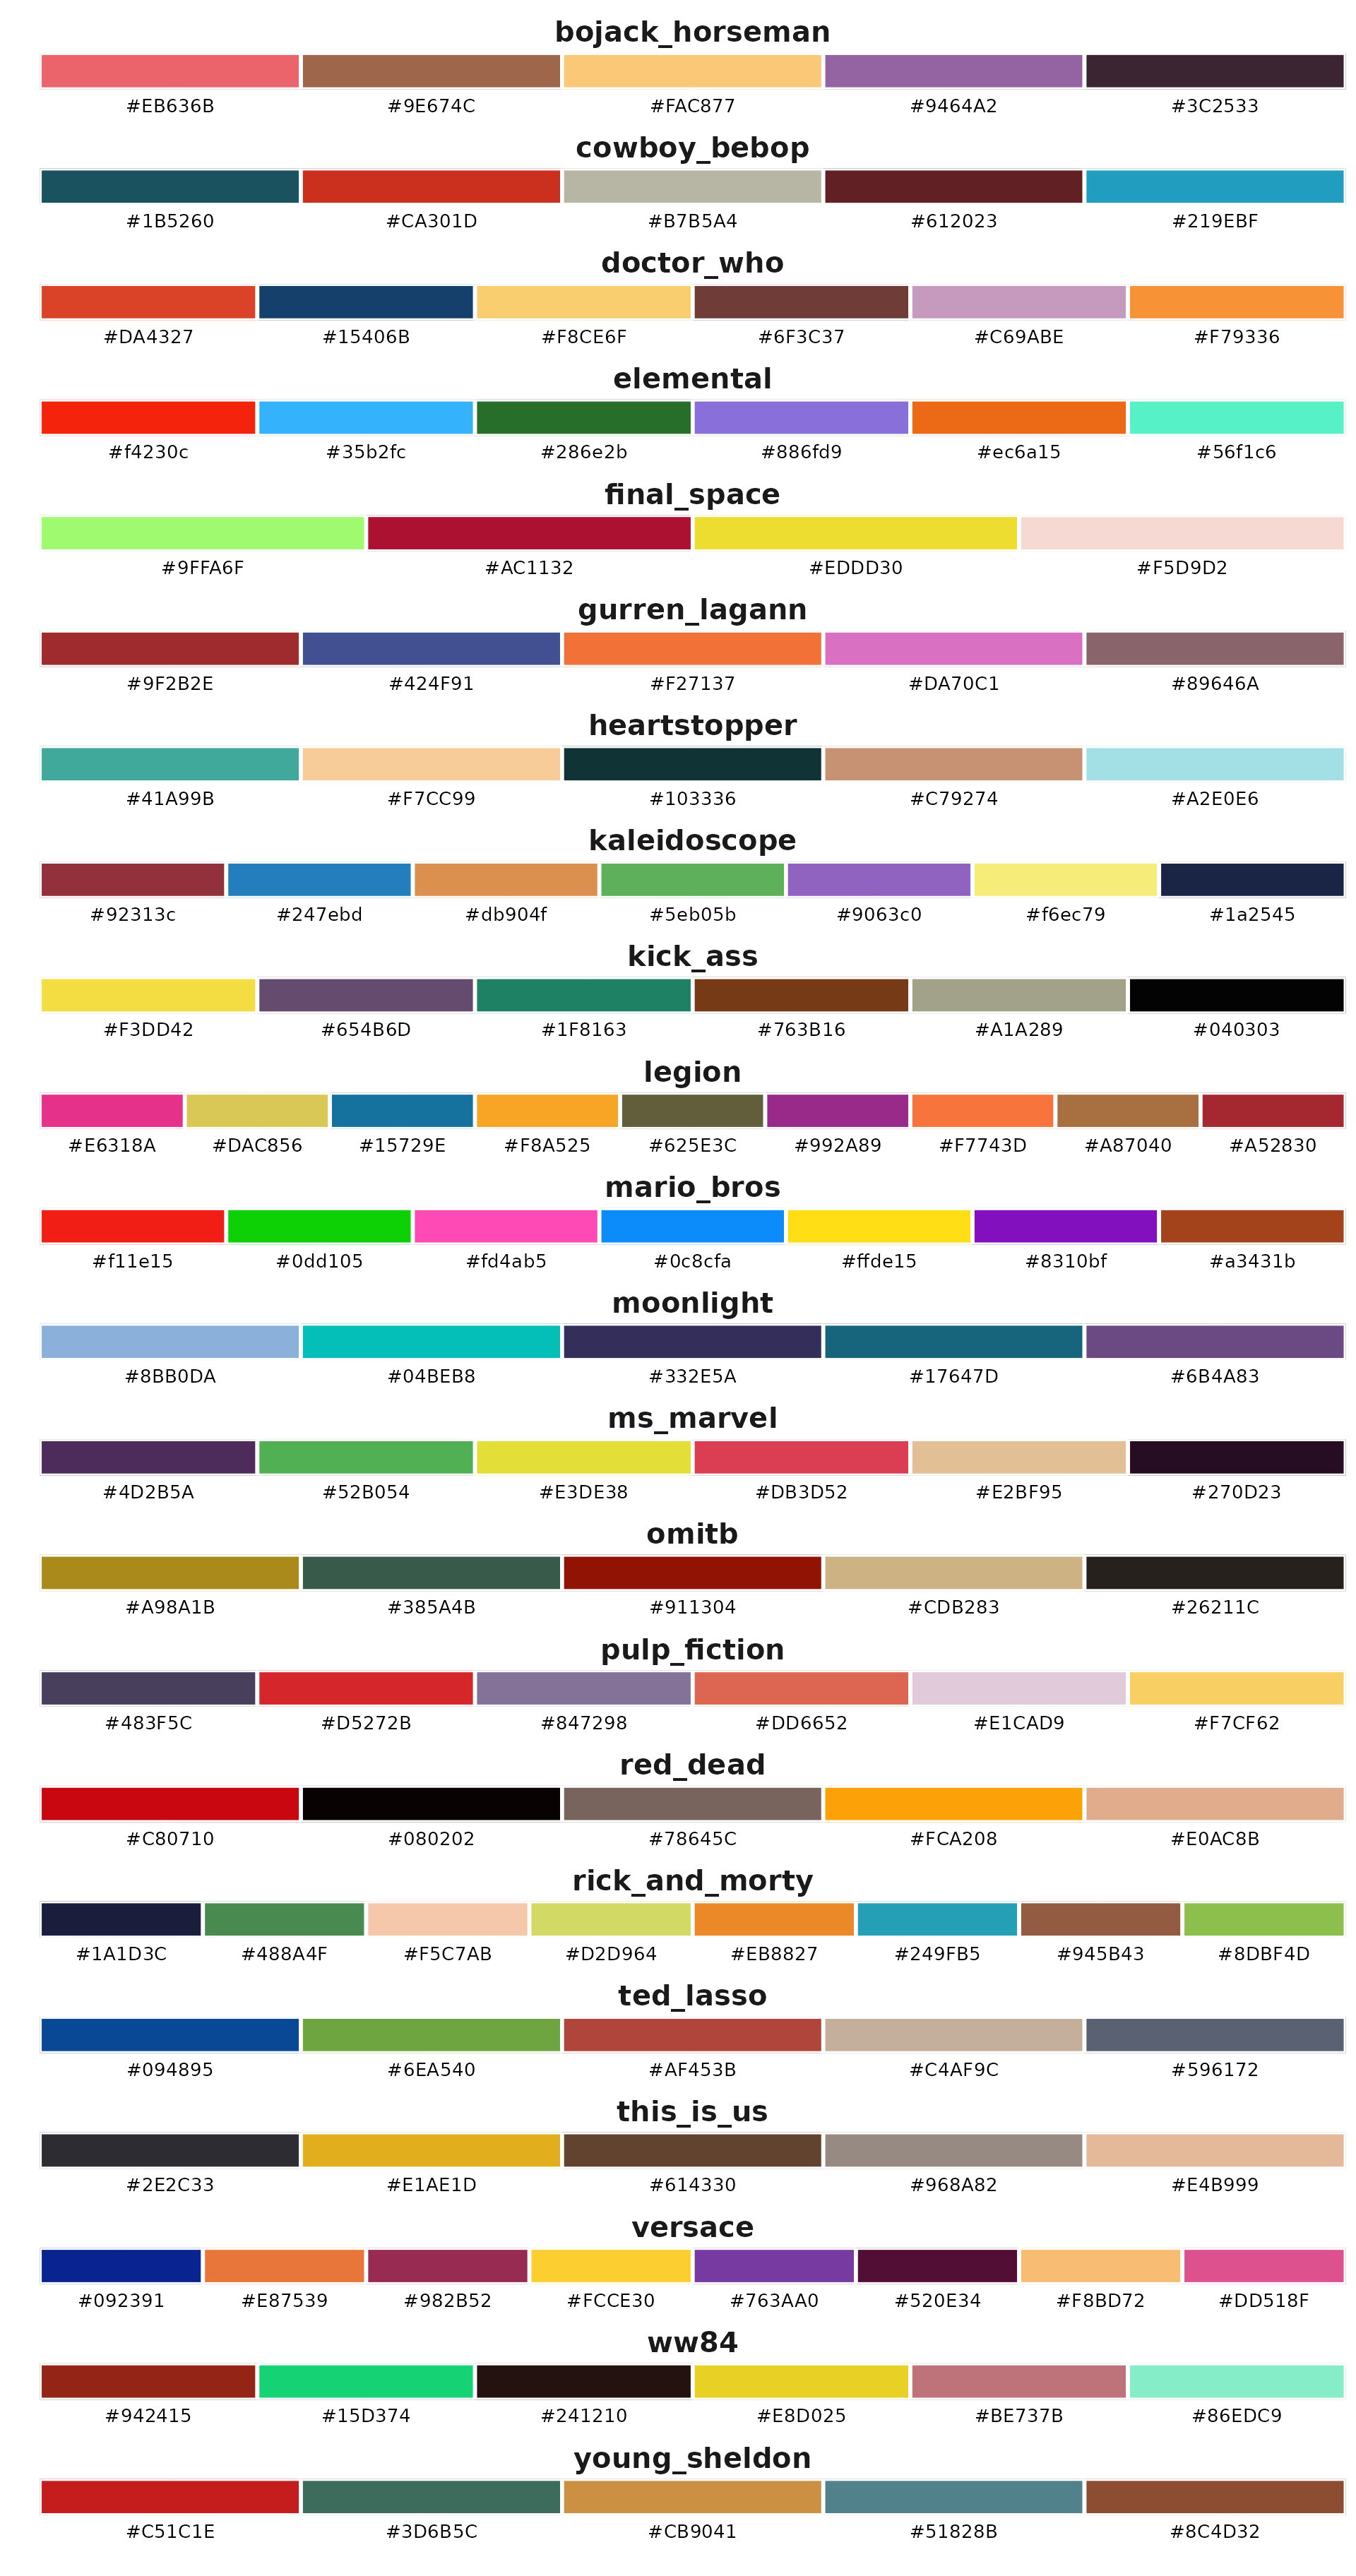 bojack_horseman
#EB636B #9E674C #FAC877 #9464A2 #3C2533
cowboy_bebop
#1B5260 #CA301D #B7B5A4 #612023 #219EBF
doctor_who
#DA4327 #15406B #F8CE6F #6F3C37 #C69ABE #F79336
elemental
#f4230c #35b2fc #286e2b #886fd9 #ec6a15 #56f1c6
final_space
#9FFA6F #AC1132 #EDDD30 #F5D9D2
gurren_lagann
#9F2B2E #424F91 #F27137 #DA70C1 #89646A
heartstopper
#41A99B #F7CC99 #103336 #C79274 #A2E0E6
kaleidoscope
#92313c #247ebd #db904f #5eb05b #9063c0 #f6ec79 #1a2545
kick_ass
#F3DD42 #654B6D #1F8163 #763B16 #A1A289 #040303
legion
#E6318A #DAC856 #15729E #F8A525 #625E3C #992A89 #F7743D #A87040 #A52830
mario_bros
#f11e15 #0dd105 #fd4ab5 #0c8cfa #ffde15 #8310bf #a3431b
moonlight
#8BB0DA #04BEB8 #332E5A #17647D #6B4A83
ms_marvel
#4D2B5A #52B054 #E3DE38 #DB3D52 #E2BF95 #270D23
omitb
#A98A1B #385A4B #911304 #CDB283 #26211C
pulp_fiction
#483F5C #D5272B #847298 #DD6652 #E1CAD9 #F7CF62
red_dead
#C80710 #080202 #78645C #FCA208 #E0AC8B
rick_and_morty
#1A1D3C #488A4F #F5C7AB #D2D964 #EB8827 #249FB5 #945B43 #8DBF4D
ted_lasso
#094895 #6EA540 #AF453B #C4AF9C #596172
this_is_us
#2E2C33 #E1AE1D #614330 #968A82 #E4B999
versace
#092391 #E87539 #982B52 #FCCE30 #763AA0 #520E34 #F8BD72 #DD518F
ww84
#942415 #15D374 #241210 #E8D025 #BE737B #86EDC9
young_sheldon
#C51C1E #3D6B5C #CB9041 #51828B #8C4D32